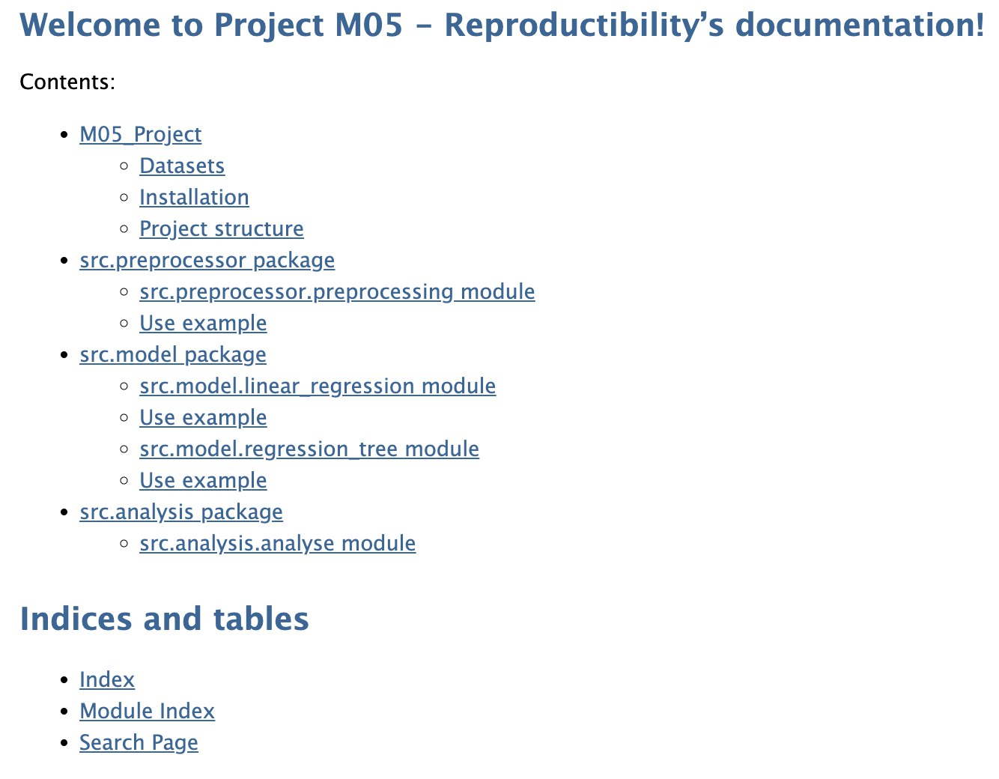 Welcome to Project M05 – Reproductibility’s documentation!
Contents:
M05_Project
Datasets
Installation
Project structure
src.preprocessor package
src.preprocessor.preprocessing module
Use example
src.model package
src.model.linear_regression module
Use example
src.model.regression_tree module
Use example
src.analysis package
src.analysis.analyse module
Indices and tables
Index
Module Index
Search Page